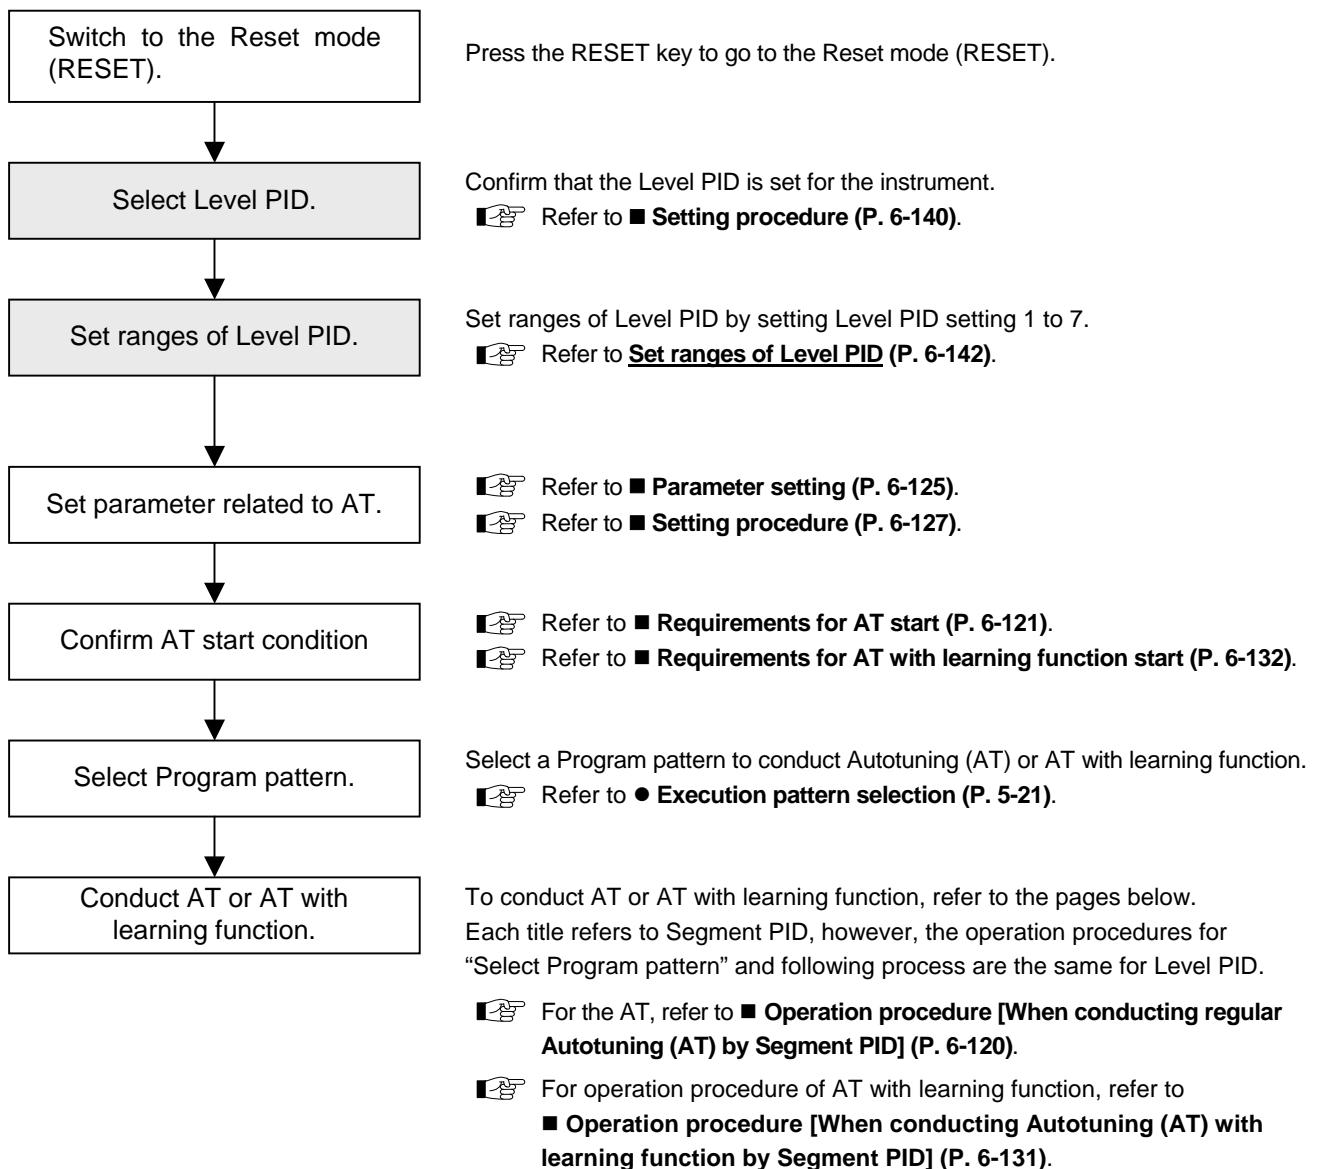 Switch to the Reset mode
(RESET).
Press the RESET key to go to the Reset mode (RESET).
Select Level PID.
Confirm that the Level PID is set for the instrument.
Refer to ■ Setting procedure (P. 6-140).
Set ranges of Level PID.
Set ranges of Level PID by setting Level PID setting 1 to 7.
Refer to Set ranges of Level PID (P. 6-142).
Set parameter related to AT.
Refer to ■ Parameter setting (P. 6-125).
Refer to ■ Setting procedure (P. 6-127).
Confirm AT start condition
Refer to ■ Requirements for AT start (P. 6-121).
Refer to ■ Requirements for AT with learning function start (P. 6-132).
Select Program pattern.
Select a Program pattern to conduct Autotuning (AT) or AT with learning function.
Refer to ● Execution pattern selection (P. 5-21).
Conduct AT or AT with
learning function.
To conduct AT or AT with learning function, refer to the pages below.
Each title refers to Segment PID, however, the operation procedures for
“Select Program pattern” and following process are the same for Level PID.
For the AT, refer to ■ Operation procedure [When conducting regular
Autotuning (AT) by Segment PID] (P. 6-120).
For operation procedure of AT with learning function, refer to
■ Operation procedure [When conducting Autotuning (AT) with
learning function by Segment PID] (P. 6-131).